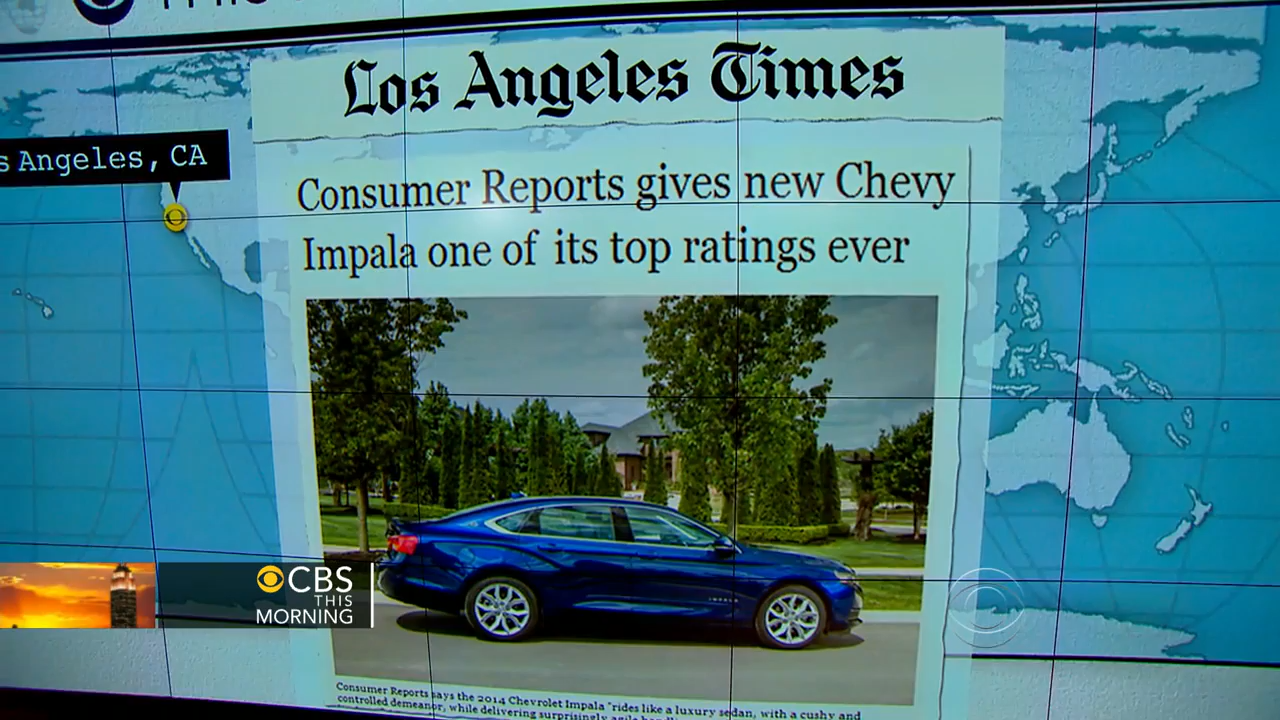 Los Angeles Times
s Angeles, CA
Consumer Reports gives new Chevy
Impala one of its top ratings ever
CBS
THIS
MORNING
Consumer Reports says the 2014 Chevrolet Impala "rides like a luxury sedan, with a cushy and
controlled demeanor, while delivering surprisingly agile